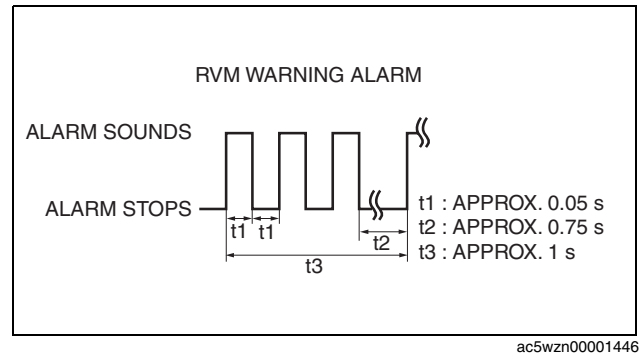 RVM WARNING ALARM
ALARM SOUNDS
ALARM STOPS
t1 t1
t2
t3
t1 : APPROX. 0.05 s
t2 : APPROX. 0.75 s
t3 : APPROX. 1 s
ac5wzn00001446